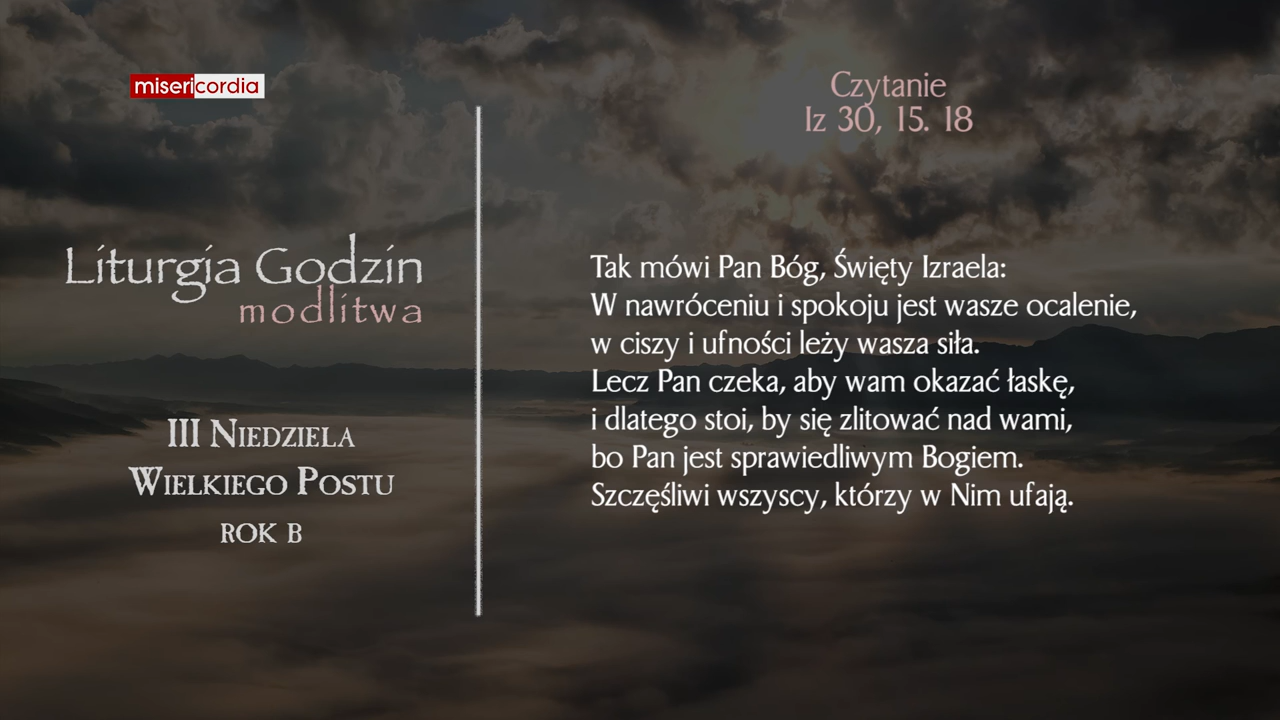 misericordia
Liturgia Godzin
modlitwa
III Niedziela
Wielkiego Postu
rok B
Czytanie
Iz 30, 15. 18
Tak mówi Pan Bóg, Święty Izraela:
W nawróceniu i spokoju jest wasze ocalenie,
w ciszy i ufności leży wasza siła.
Lecz Pan czeka, aby wam okazać łaskę,
i dlatego stoi, by się zlitować nad wami,
bo Pan jest sprawiedliwym Bogiem.
Szczęśliwi wszyscy, którzy w Nim ufają.